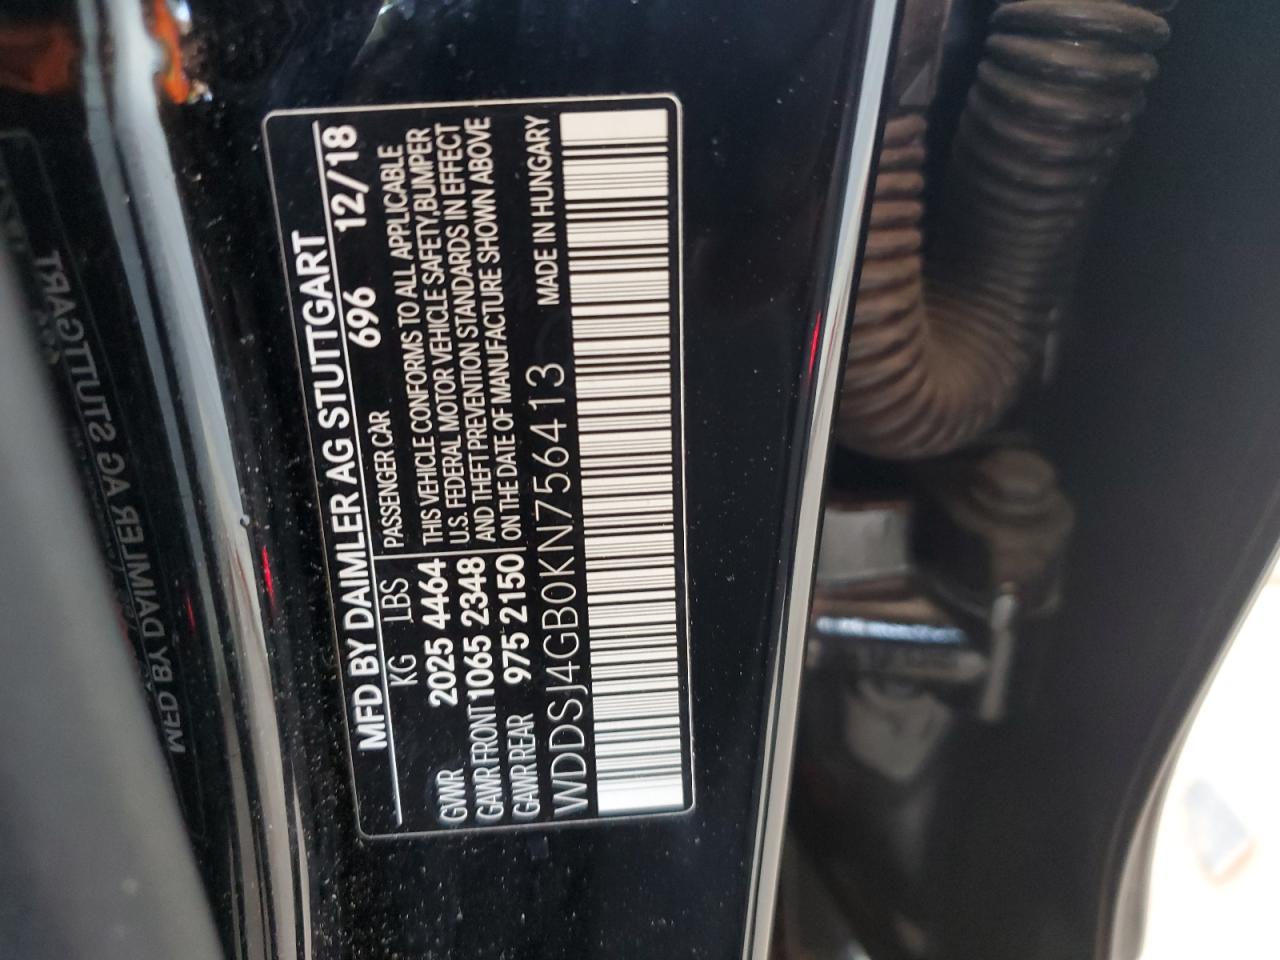 MFD BY DAIMLER AG STUTTGART
KG LBS PASSENGER CAR 696 12/18
GVWR 2025 4464 THIS VEHICLE CONFORMS TO ALL APPLICABLE
U.S. FEDERAL MOTOR VEHICLE SAFETY,BUMPER
GAWR FRONT 1065 2348 AND THEFT PREVENTION STANDARDS IN EFFECT
GAWR REAR 975 2150 ON THE DATE OF MANUFACTURE SHOWN ABOVE
WDDSJ4GB0KN756413 MADE IN HUNGARY
MFD BY DAIMLER AG STUTTGART